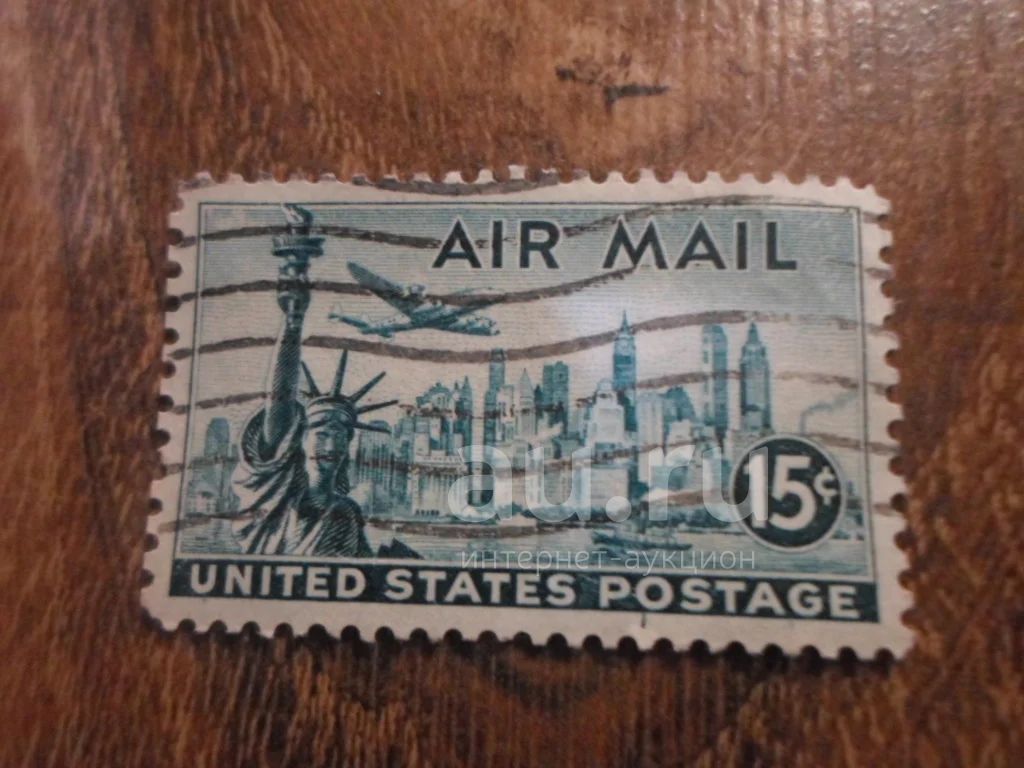 AIR MAIL
au.ru
15¢
интернет-аукцион
UNITED STATES POSTAGE